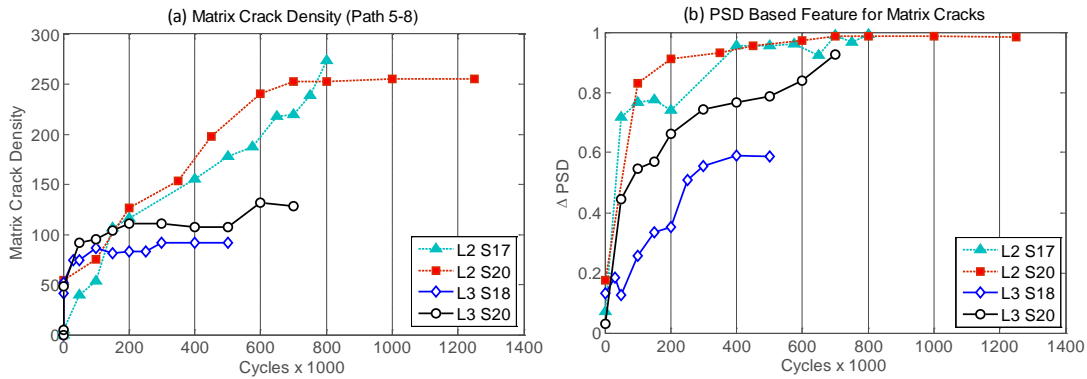 (a) Matrix Crack Density (Path 5-8)
300
250
200
150
100
50
0
Matrix Crack Density
L2 S17
L2 S20
L3 S18
L3 S20
0 200 400 600 800 1000 1200 1400
Cycles x 1000
(b) PSD Based Feature for Matrix Cracks
1
0.8
0.6
0.4
0.2
0
Δ PSD
L2 S17
L2 S20
L3 S18
L3 S20
0 200 400 600 800 1000 1200 1400
Cycles x 1000